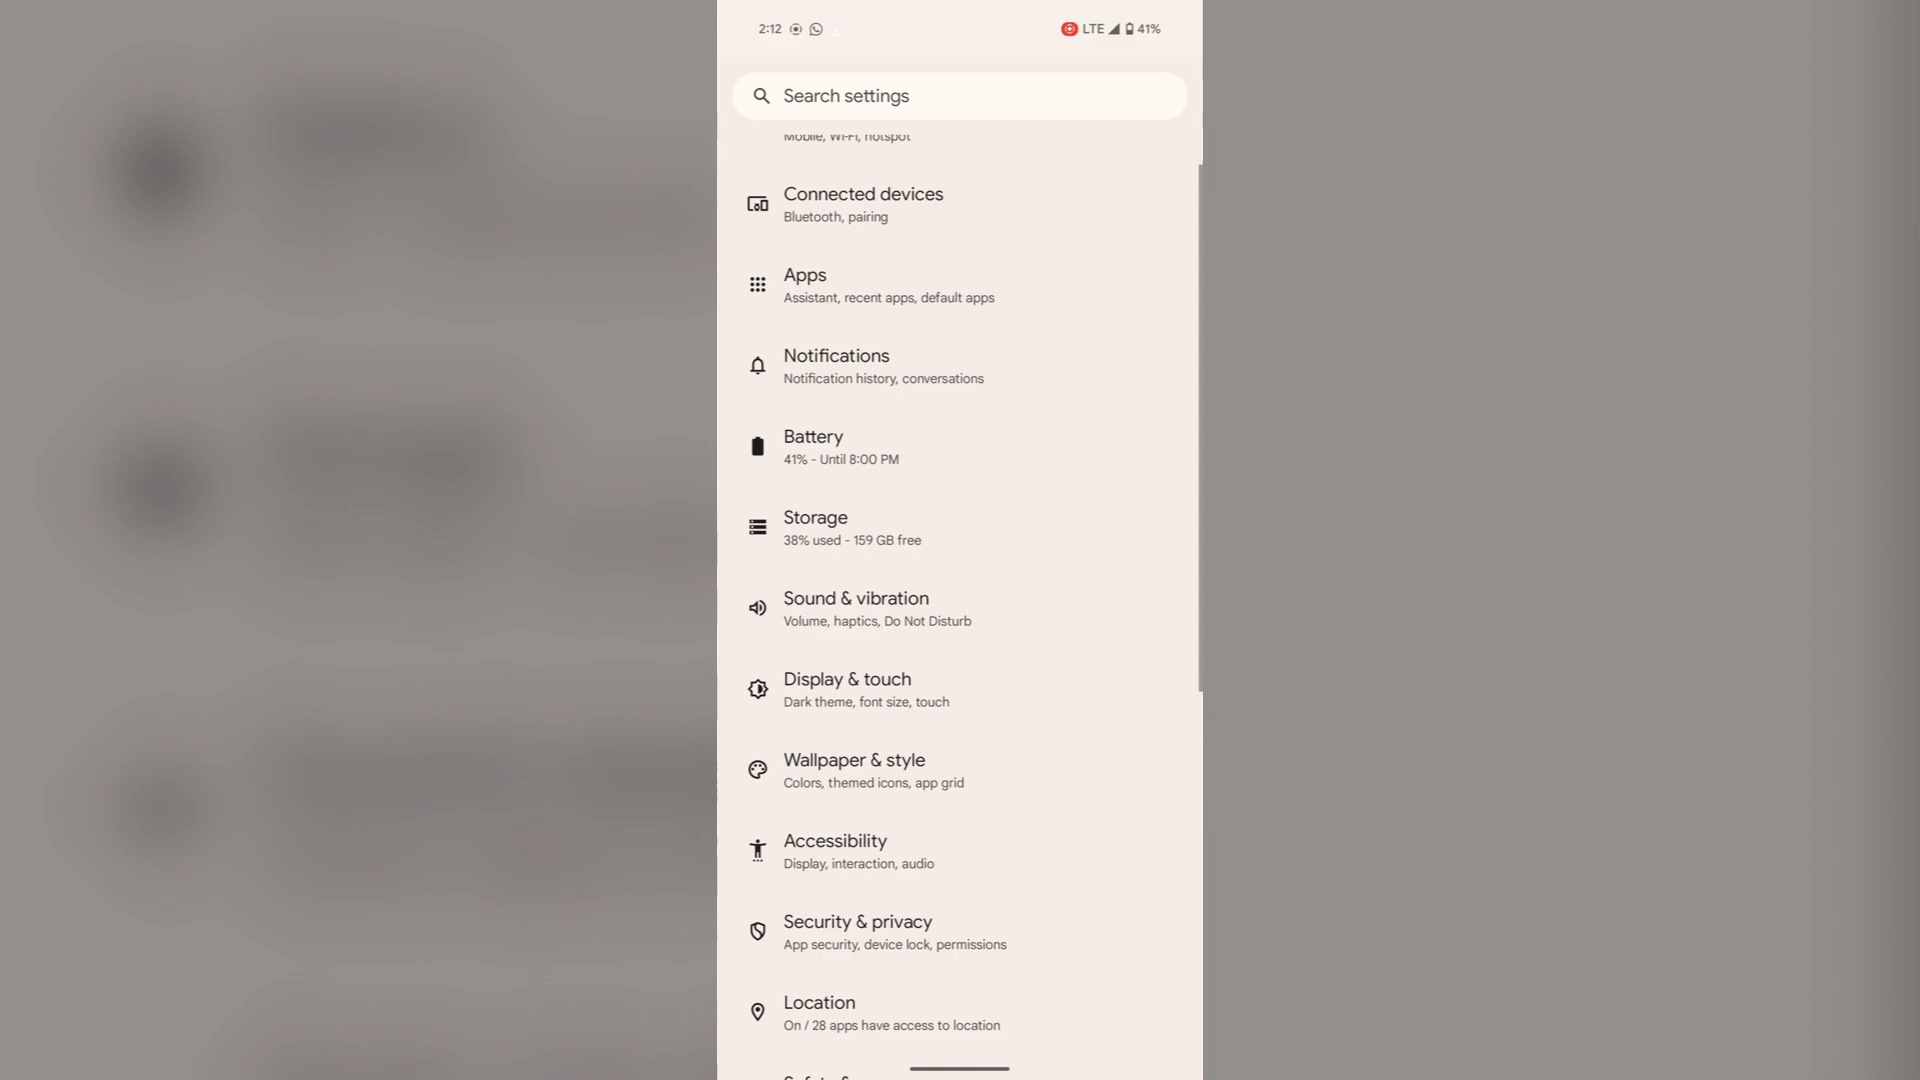 2:12 LTE 41%
Search settings
Mobile, Wi-Fi, hotspot
Connected devices
Bluetooth, pairing
Apps
Assistant, recent apps, default apps
Notifications
Notification history, conversations
Battery
41% - Until 8:00 PM
Storage
38% used - 159 GB free
Sound & vibration
Volume, haptics, Do Not Disturb
Display & touch
Dark theme, font size, touch
Wallpaper & style
Colors, themed icons, app grid
Accessibility
Display, interaction, audio
Security & privacy
App security, device lock, permissions
Location
On / 28 apps have access to location